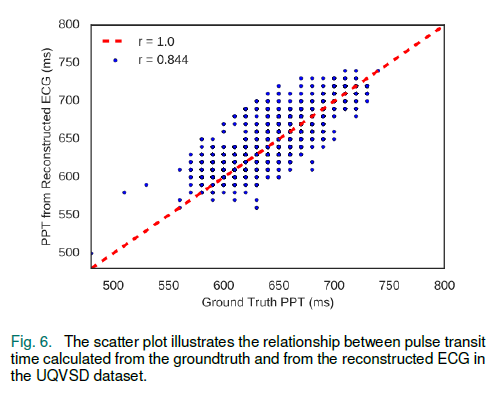 800
750
700
650
600
550
500
PPT from Reconstructed ECG (ms)
r = 1.0
r = 0.844
500 550 600 650 700 750 800
Ground Truth PPT (ms)
Fig. 6. The scatter plot illustrates the relationship between pulse transit
time calculated from the groundtruth and from the reconstructed ECG in
the UQVSD dataset.